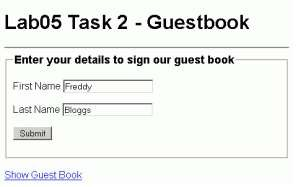 Lab05 Task 2 - Guestbook
Enter your details to sign our guest book
First Name Freddy
Last Name Bloggs
Submit
Show Guest Book